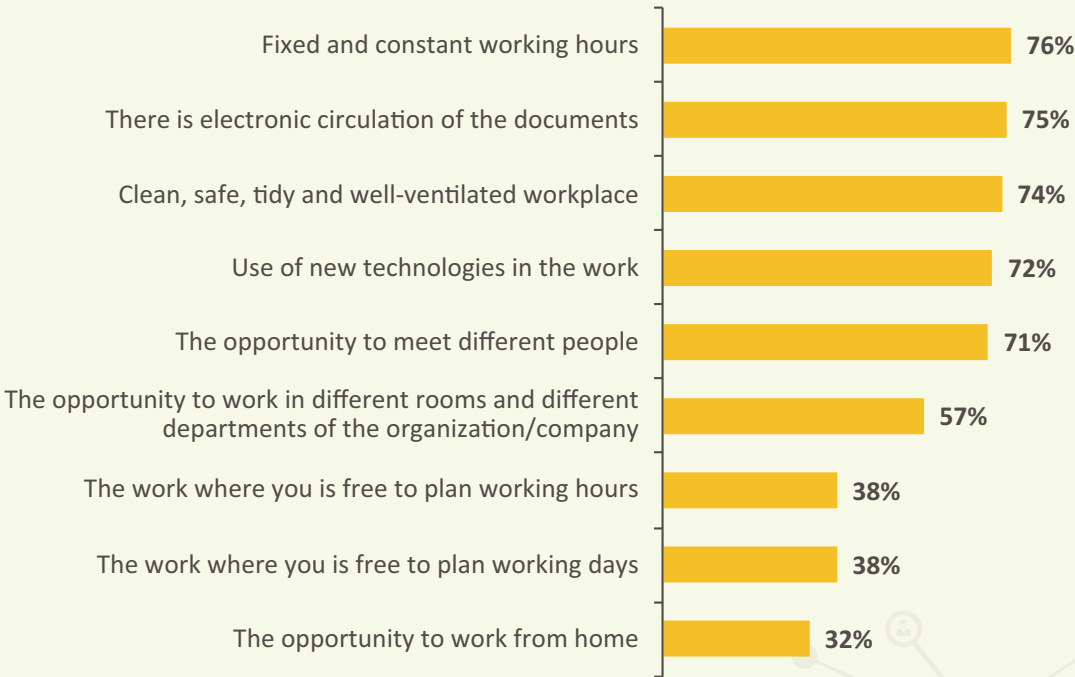 Fixed and constant working hours 76%
There is electronic circulation of the documents 75%
Clean, safe, tidy and well-ventilated workplace 74%
Use of new technologies in the work 72%
The opportunity to meet different people 71%
The opportunity to work in different rooms and different
departments of the organization/company 57%
The work where you is free to plan working hours 38%
The work where you is free to plan working days 38%
The opportunity to work from home 32%